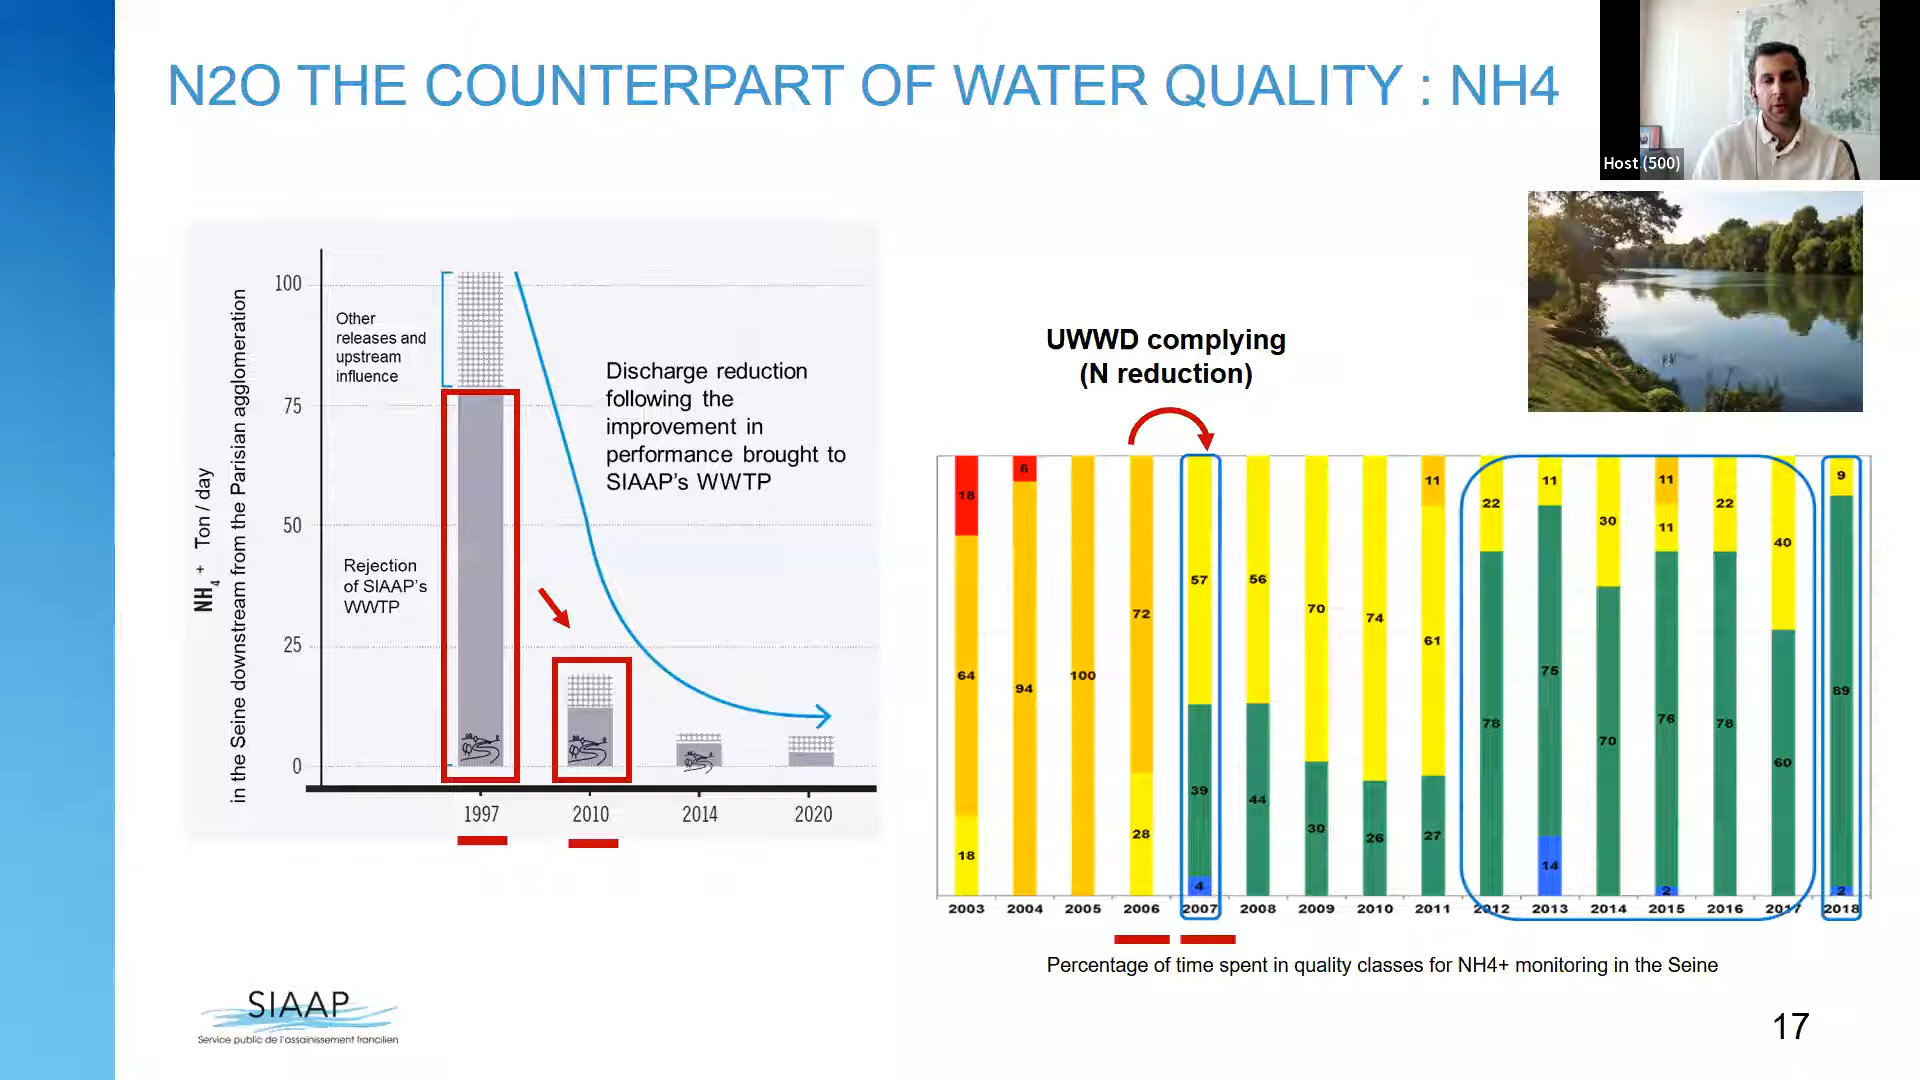 N2O THE COUNTERPART OF WATER QUALITY : NH4
Host (500)
NH4+ Ton / day
in the Seine downstream from the Parisian agglomeration
100
75
50
25
0
Other
releases and
upstream
influence
Rejection
of SIAAP's
WWTP
Discharge reduction
following the
improvement in
performance brought to
SIAAP's WWTP
1997 2010 2014 2020
UWWD complying
(N reduction)
18 64 18
6 94
100
72 28
57 39 4
56 44
70 30
74 26
11 61 27
22 78
11 75 14
30 70
11 11 76 2
22 78
40 60
9 89 2
2003 2004 2005 2006 2007 2008 2009 2010 2011 2012 2013 2014 2015 2016 2017 2018
Percentage of time spent in quality classes for NH4+ monitoring in the Seine
SIAAP
Service public de l'assainissement francilien
17